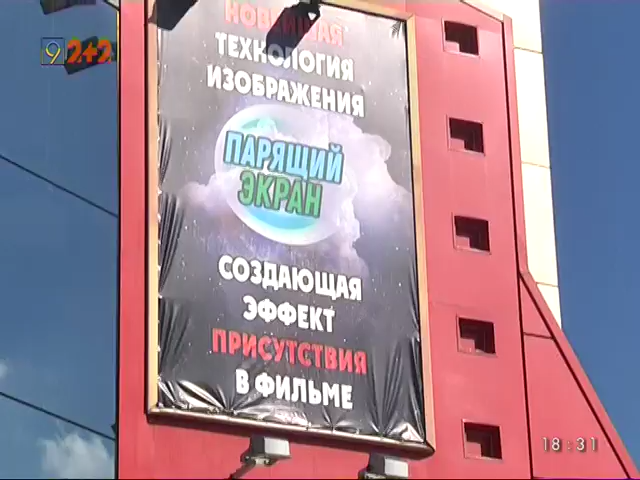 9 2+2
НОВЕЙШАЯ
ТЕХНОЛОГИЯ
ИЗОБРАЖЕНИЯ
ПАРЯЩИЙ
ЭКРАН
СОЗДАЮЩАЯ
ЭФФЕКТ
ПРИСУТСТВИЯ
В ФИЛЬМЕ
18:31